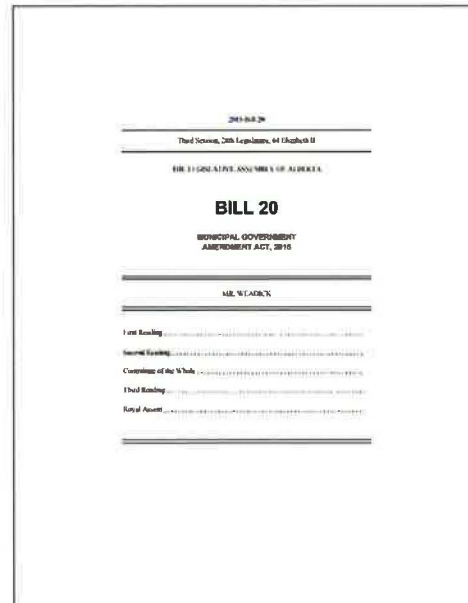 2015 Bill 20
Third Session, 28th Legislature, 64 Elizabeth II
THE LEGISLATIVE ASSEMBLY OF ALBERTA
BILL 20
MUNICIPAL GOVERNMENT
AMENDMENT ACT, 2015
MR. WEADICK
First Reading
Second Reading
Committee of the Whole
Third Reading
Royal Assent